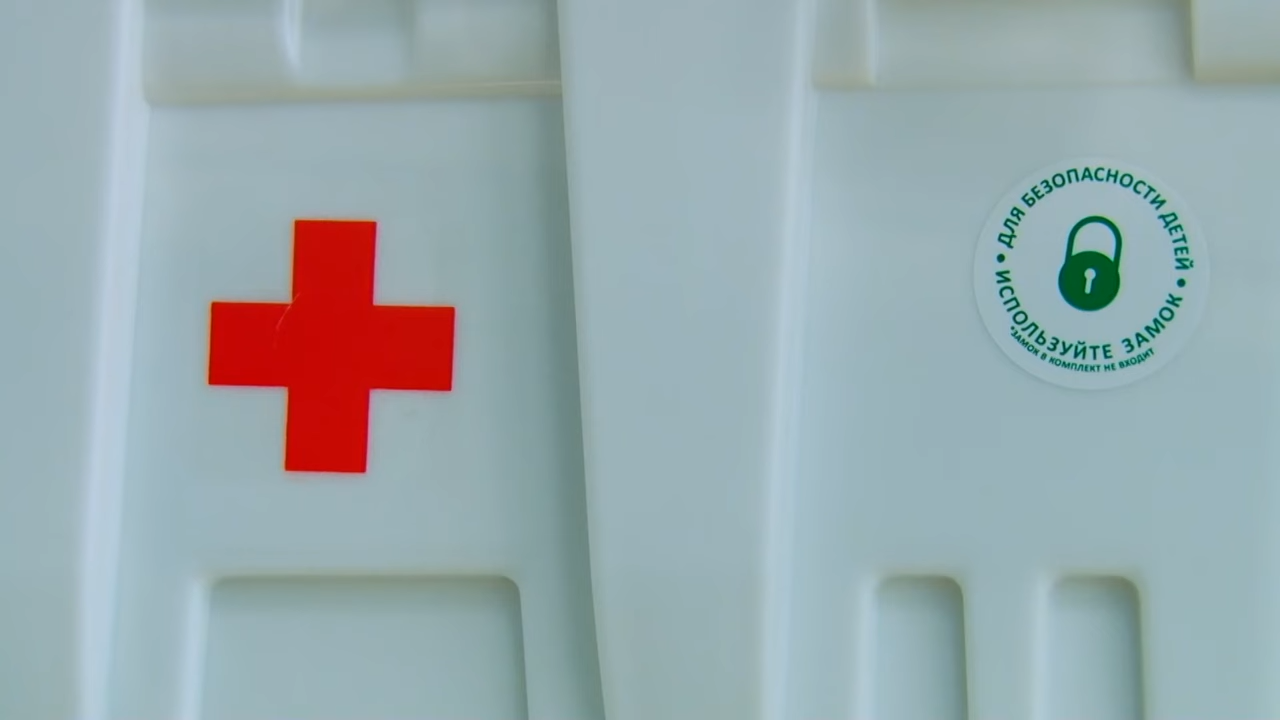 • ДЛЯ БЕЗОПАСНОСТИ ДЕТЕЙ •
ИСПОЛЬЗУЙТЕ ЗАМОК
*ЗАМОК В КОМПЛЕКТ НЕ ВХОДИТ